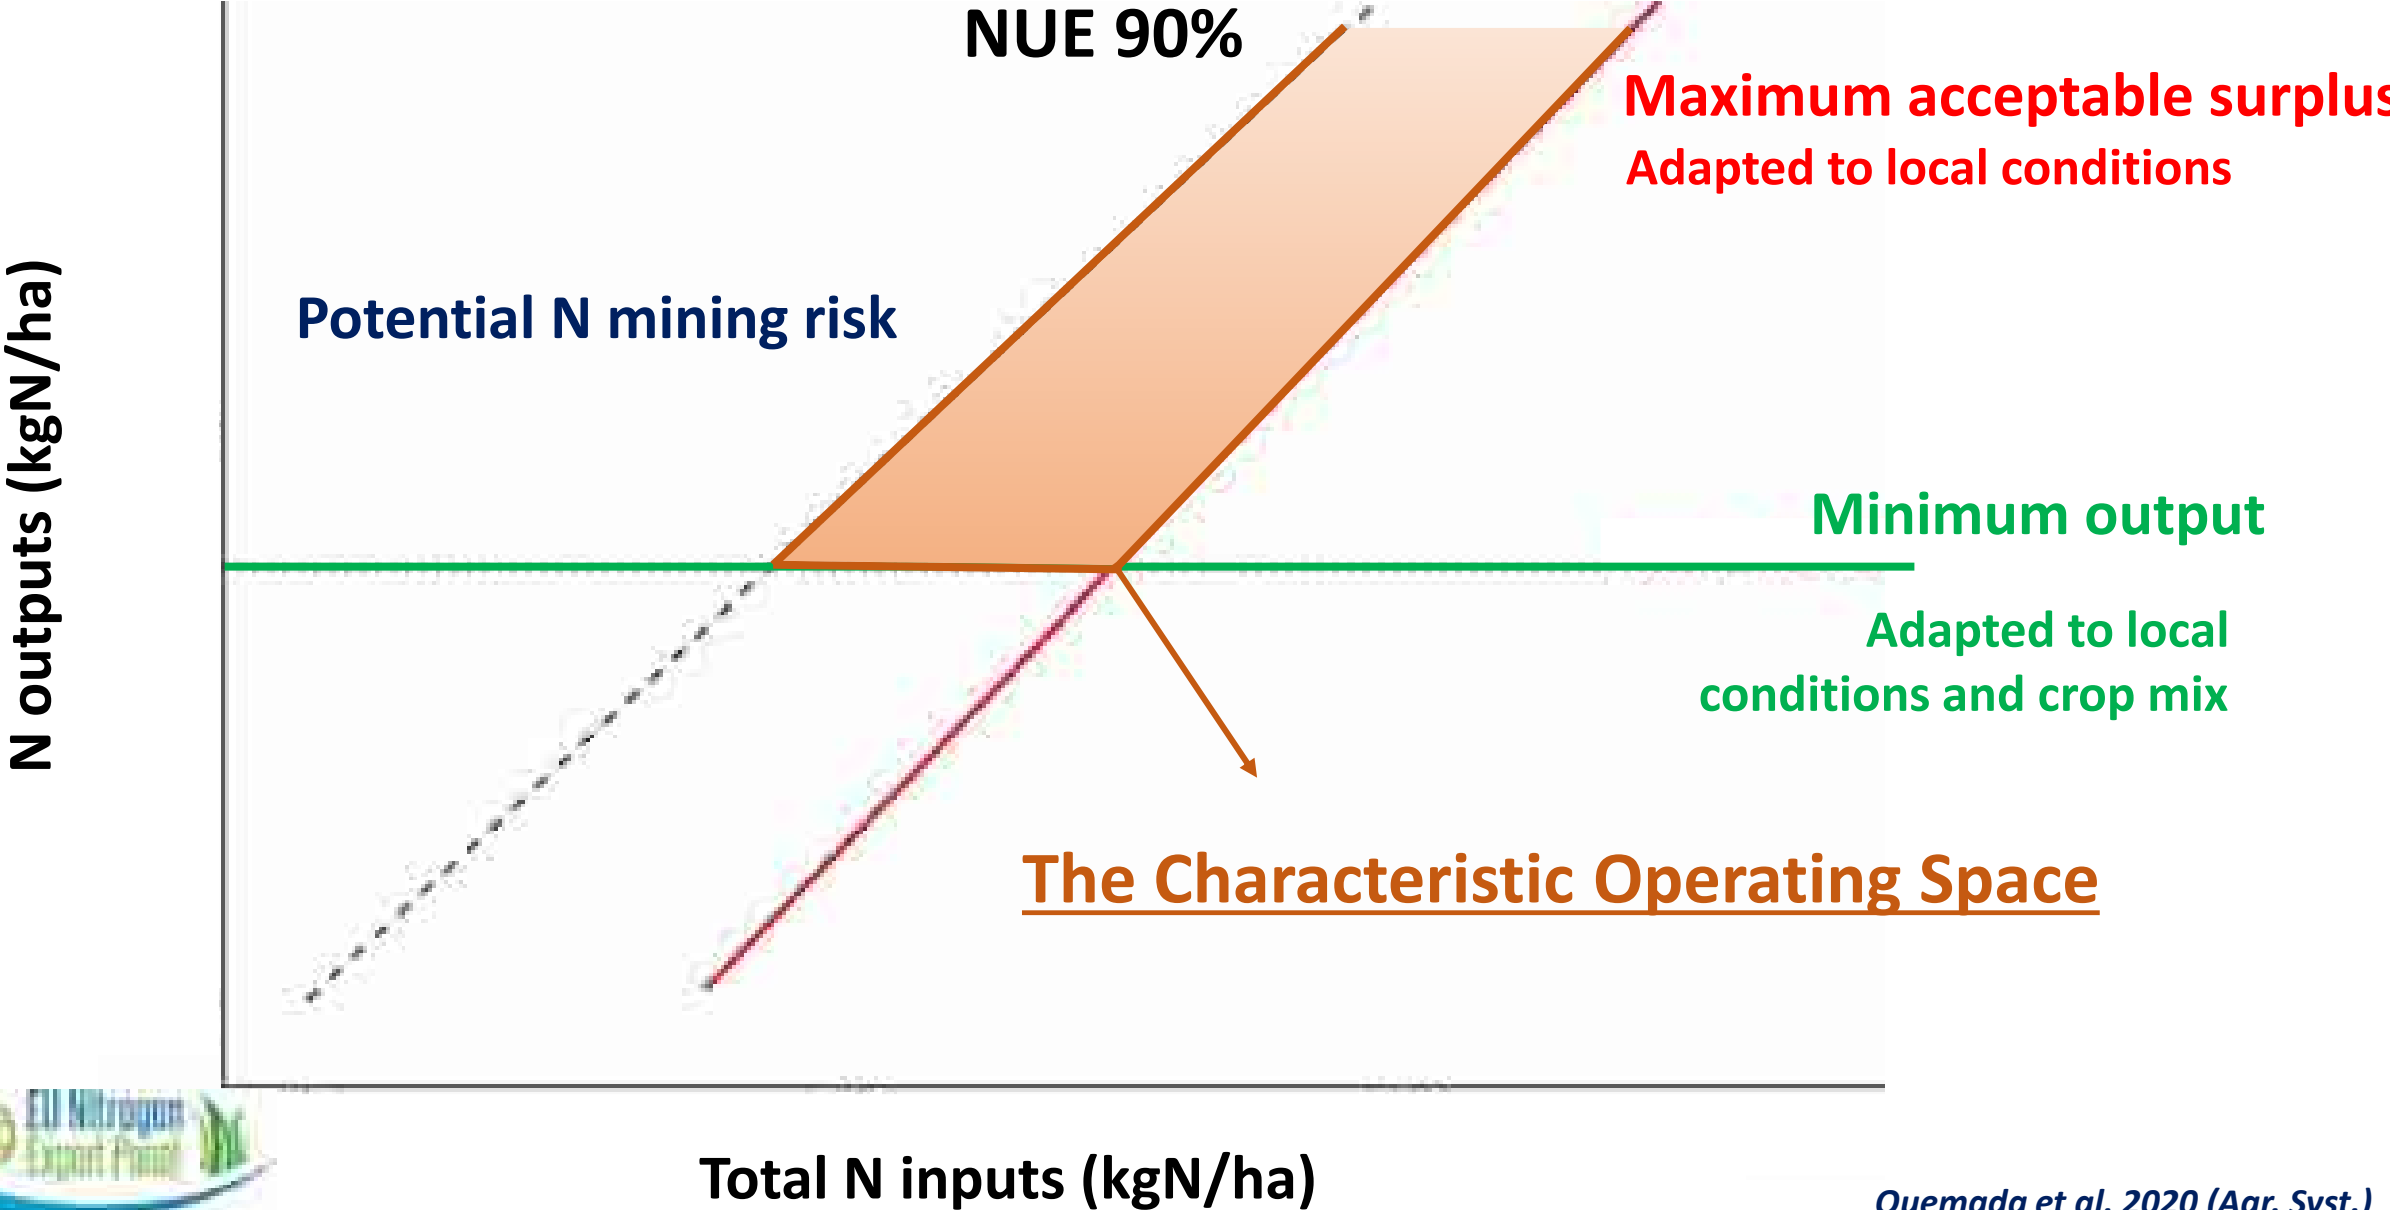 NUE 90%
Maximum acceptable surplus
Adapted to local conditions
Potential N mining risk
N outputs (kgN/ha)
Minimum output
Adapted to local
conditions and crop mix
The Characteristic Operating Space
EU Nitrogen
Expert Panel
Total N inputs (kgN/ha)
Quemada et al. 2020 (Agr. Syst.)